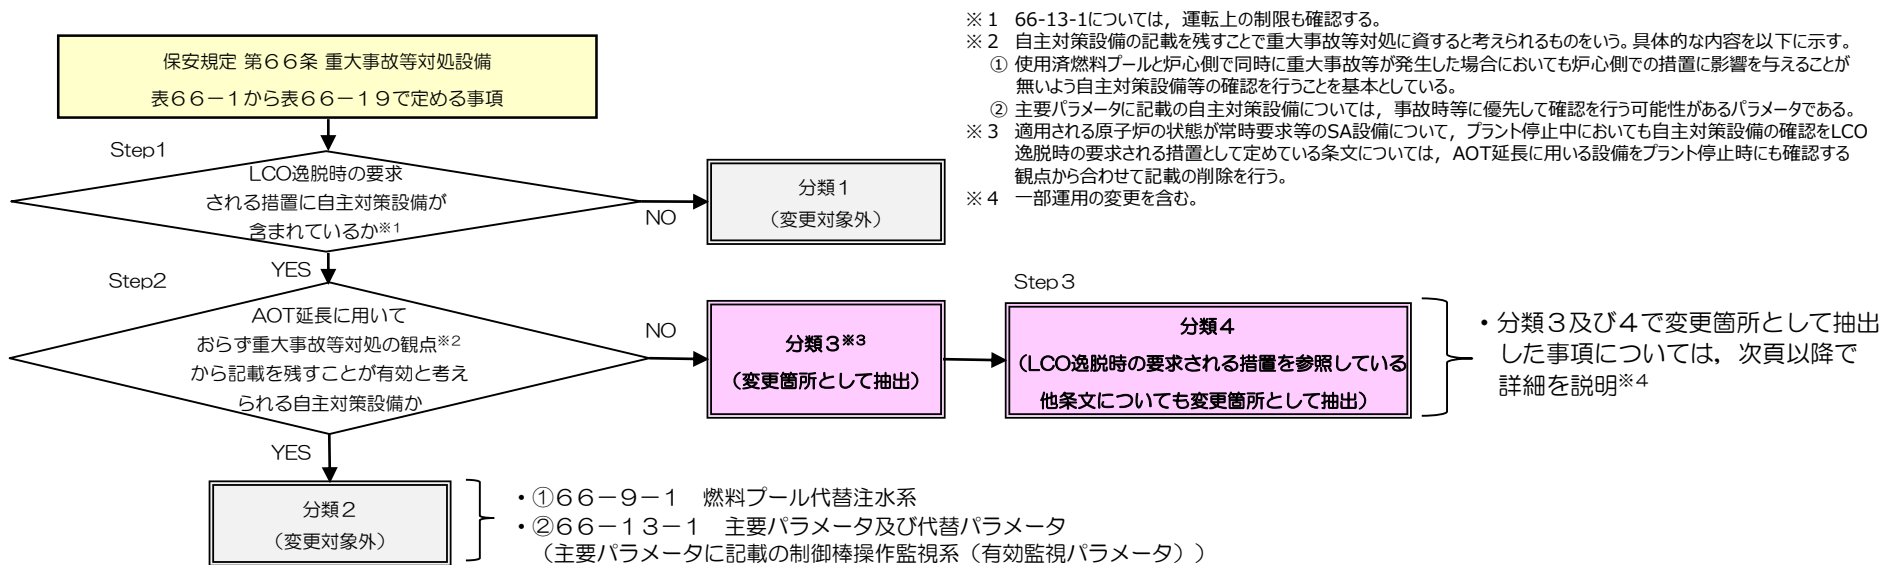 ※１　66-13-1については，運転上の制限も確認する。
※２　自主対策設備の記載を残すことで重大事故等対処に資すると考えられるものをいう。具体的な内容を以下に示す。
① 使用済燃料プールと炉心側で同時に重大事故等が発生した場合においても炉心側での措置に影響を与えることが
無いよう自主対策設備等の確認を行うことを基本としている。
② 主要パラメータに記載の自主対策設備については，事故時等に優先して確認を行う可能性があるパラメータである。
※３　適用される原子炉の状態が常時要求等のSA設備について，プラント停止中においても自主対策設備の確認をLCO
逸脱時の要求される措置として定めている条文については，AOT延長に用いる設備をプラント停止時にも確認する
観点から合わせて記載の削除を行う。
※４　一部運用の変更を含む。
保安規定 第６６条 重大事故等対処設備
表６６－１から表６６－１９で定める事項
Step1
LCO逸脱時の要求
される措置に自主対策設備が
含まれているか※1
NO
分類１
（変更対象外）
YES
Step2
AOT延長に用いて
おらず重大事故等対処の観点※2
から記載を残すことが有効と考え
られる自主対策設備か
NO
分類３※3
（変更箇所として抽出）
Step３
分類４
（LCO逸脱時の要求される措置を参照している
他条文についても変更箇所として抽出）
・分類３及び４で変更箇所として抽出
した事項については，次頁以降で
詳細を説明※4
YES
分類２
（変更対象外）
・①６６－９－１　燃料プール代替注水系
・②６６－１３－１　主要パラメータ及び代替パラメータ
（主要パラメータに記載の制御棒操作監視系（有効監視パラメータ））